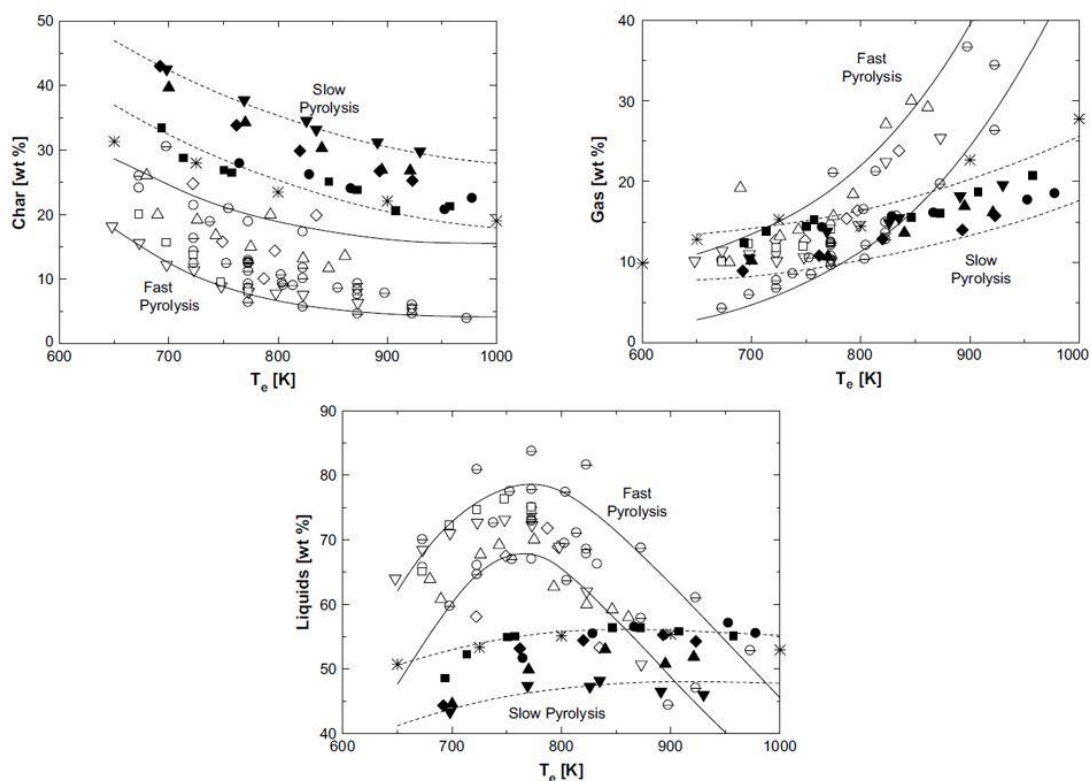 50
40
30
20
10
0
Char [wt %]
Slow
Pyrolysis
Fast
Pyrolysis
600
700
800
900
1000
Te [K]
40
30
20
10
0
Gas [wt %]
Fast
Pyrolysis
Slow
Pyrolysis
600
700
800
900
1000
Te [K]
90
80
70
60
50
40
Liquids [wt %]
Fast
Pyrolysis
Slow Pyrolysis
600
700
800
900
1000
Te [K]